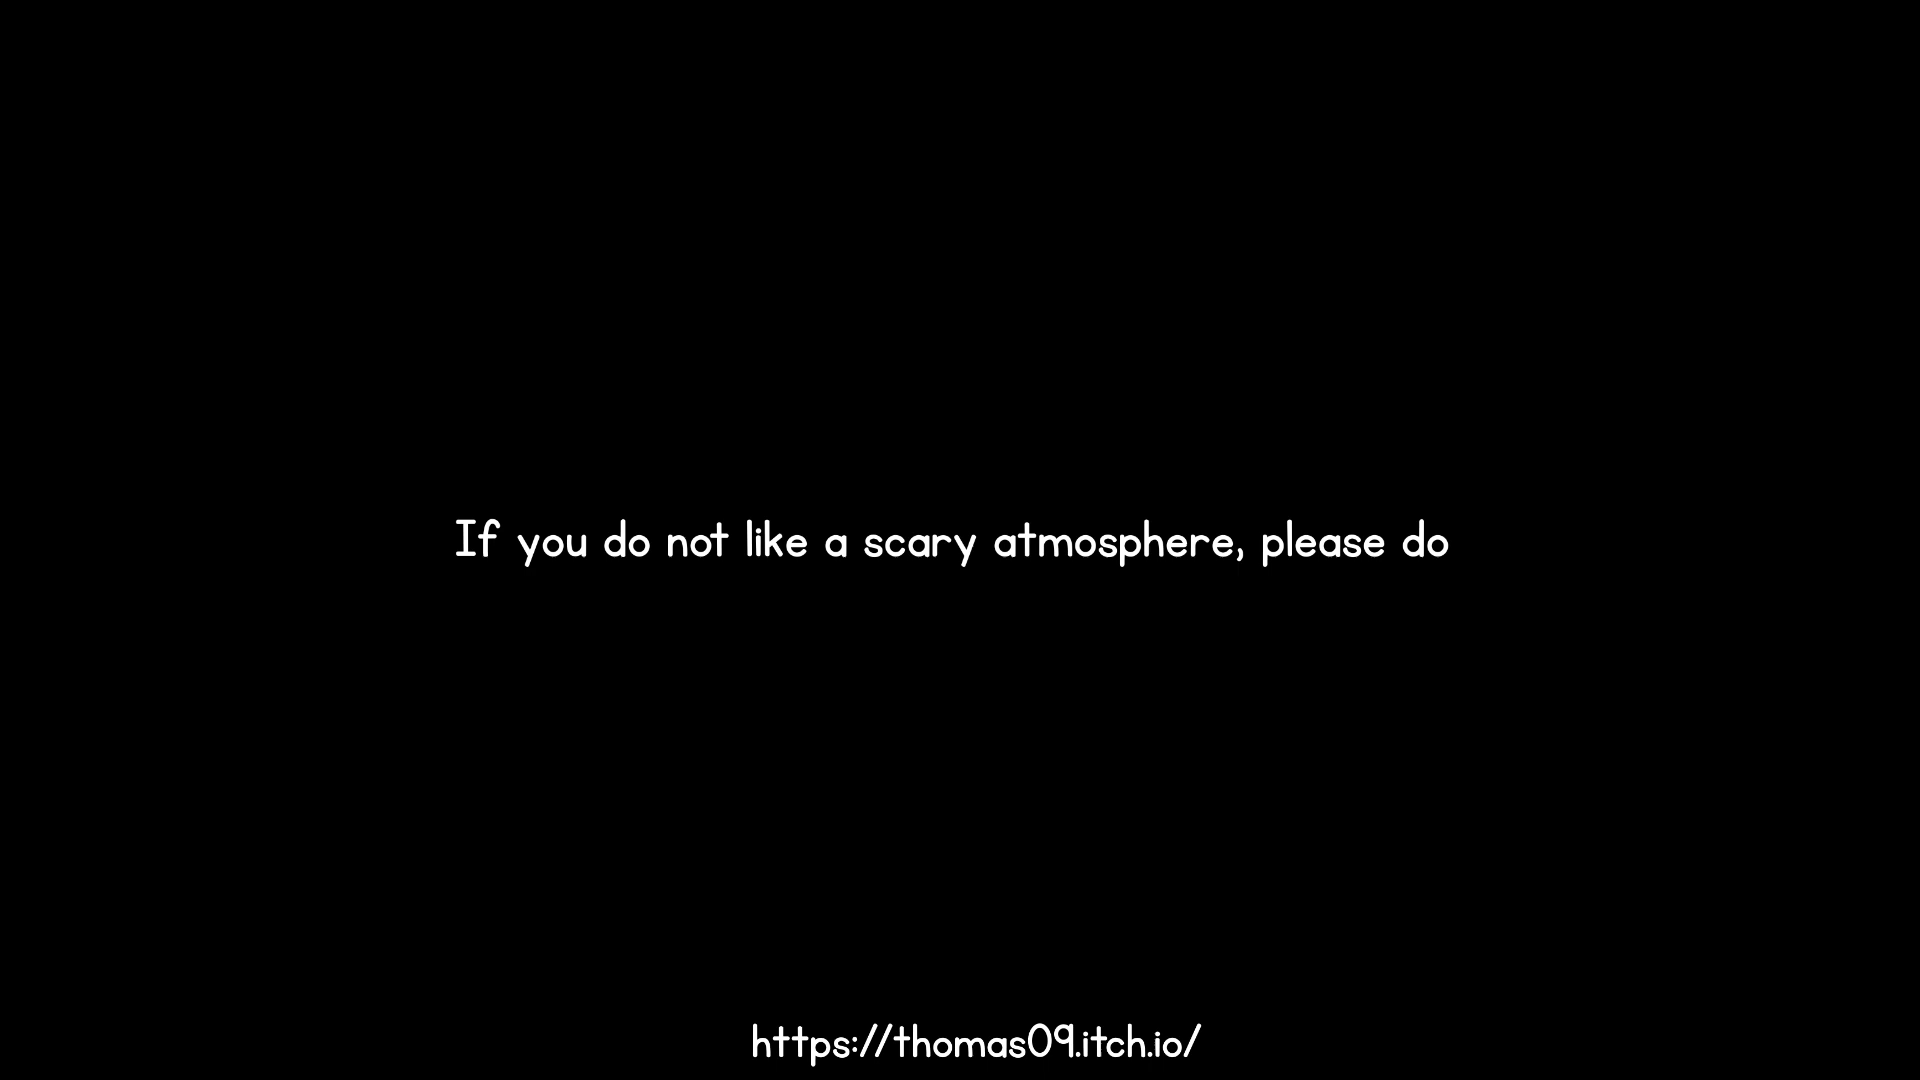 If you do not like a scary atmosphere, please do
https://thomas09.itch.io/